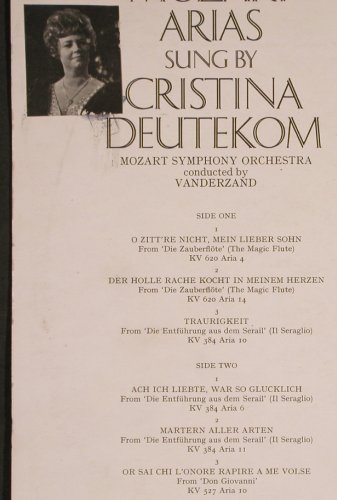 MOZART
ARIAS
SUNG BY
CRISTINA
DEUTEKOM
MOZART SYMPHONY ORCHESTRA
conducted by
VANDERZAND
SIDE ONE
1
O ZITT'RE NICHT, MEIN LIEBER SOHN
From 'Die Zauberflöte' (The Magic Flute)
KV 620 Aria 4
2
DER HOLLE RACHE KOCHT IN MEINEM HERZEN
From 'Die Zauberflöte' (The Magic Flute)
KV 620 Aria 14
3
TRAURIGKEIT
From 'Die Entführung aus dem Serail' (Il Seraglio)
KV 384 Aria 10
SIDE TWO
1
ACH ICH LIEBTE, WAR SO GLUCKLICH
From 'Die Entführung aus dem Serail' (Il Seraglio)
KV 384 Aria 6
2
MARTERN ALLER ARTEN
From 'Die Entführung aus dem Serail' (Il Seraglio)
KV 384 Aria 11
3
OR SAI CHI L'ONORE RAPIRE A ME VOLSE
From 'Don Giovanni'
KV 527 Aria 10